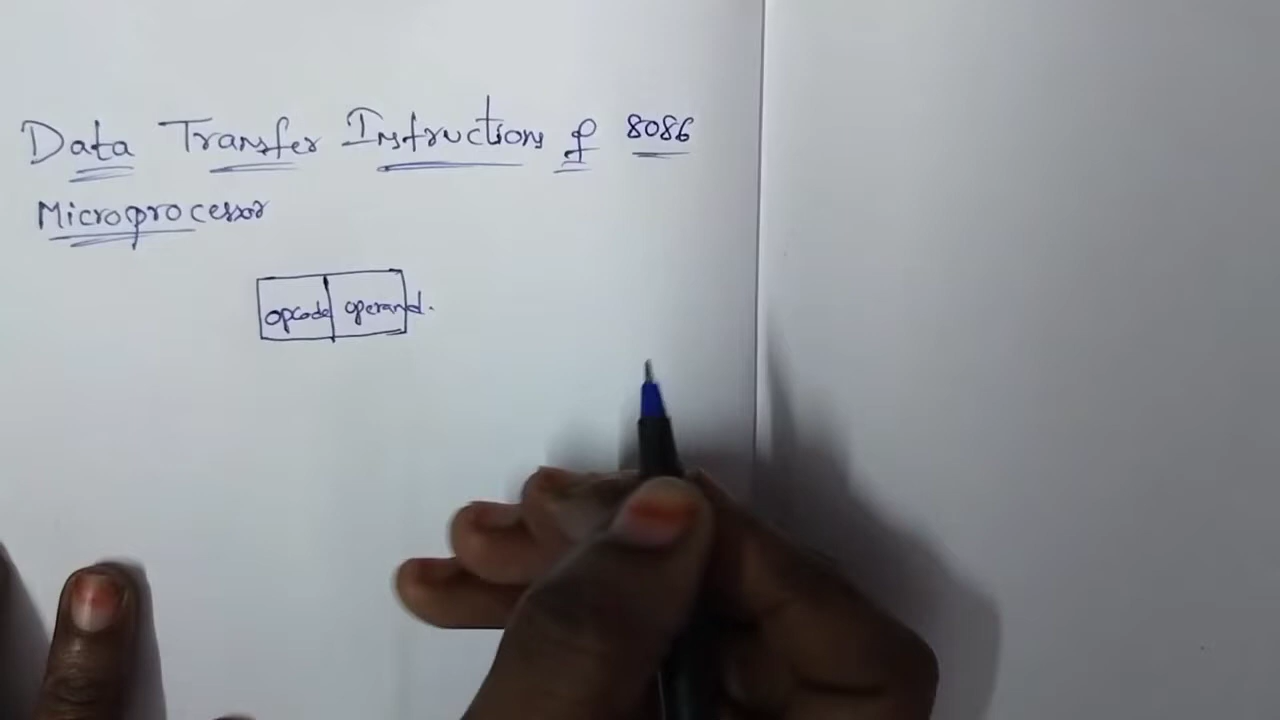 Data Transfer Instructions of 8086
Microprocessor
opcode operand.